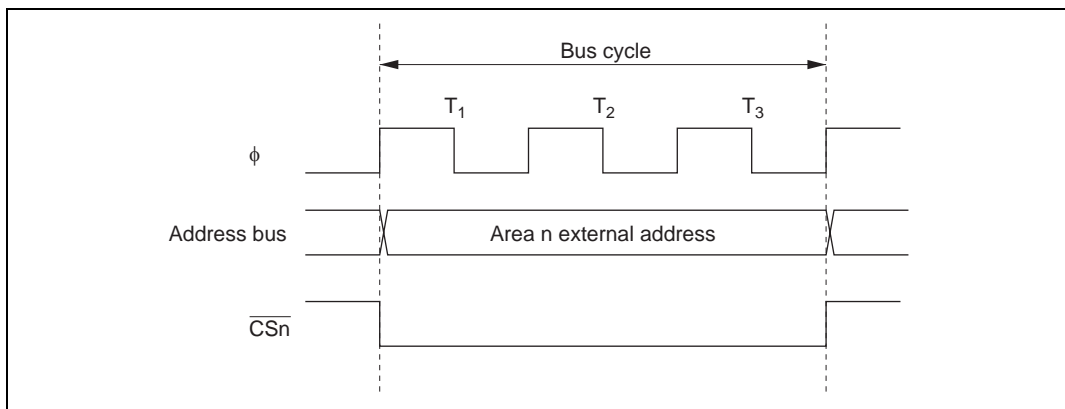 Bus cycle
T1 T2 T3
ϕ
Address bus Area n external address
CSn